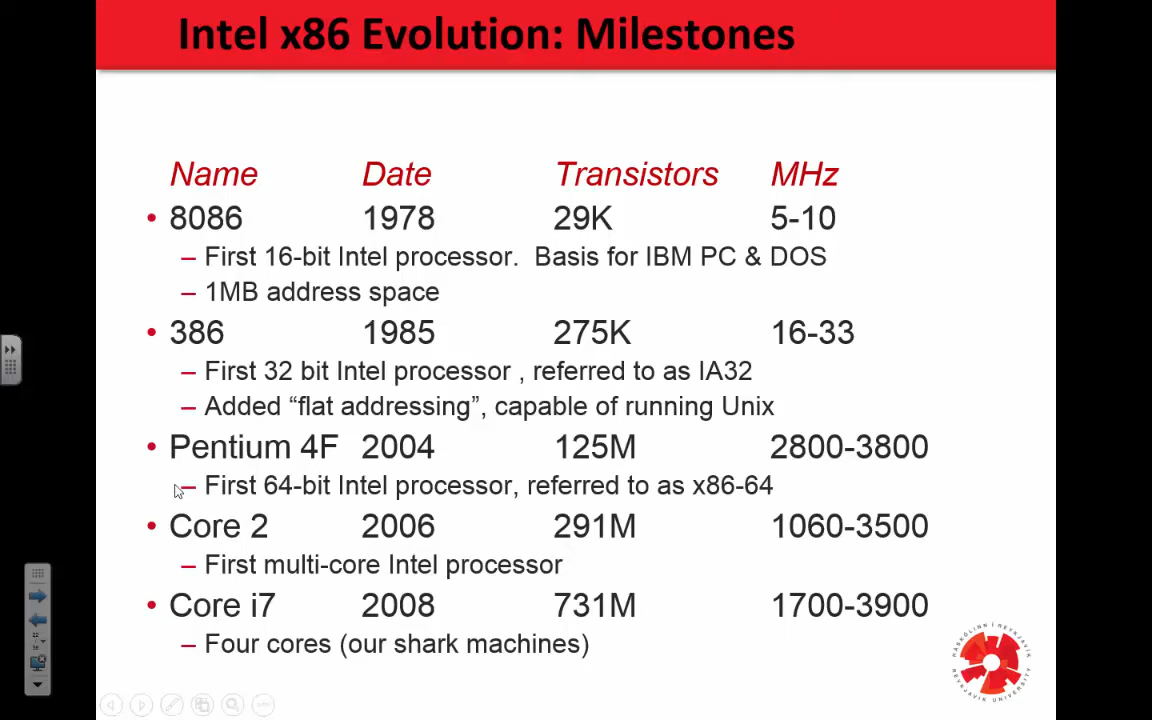 Intel x86 Evolution: Milestones
Name Date Transistors MHz
• 8086 1978 29K 5-10
– First 16-bit Intel processor. Basis for IBM PC & DOS
– 1MB address space
• 386 1985 275K 16-33
– First 32 bit Intel processor , referred to as IA32
– Added “flat addressing”, capable of running Unix
• Pentium 4F 2004 125M 2800-3800
– First 64-bit Intel processor, referred to as x86-64
• Core 2 2006 291M 1060-3500
– First multi-core Intel processor
• Core i7 2008 731M 1700-3900
– Four cores (our shark machines)
HÁSKÓLINN Í REYKJAVÍK
REYKJAVIK UNIVERSITY